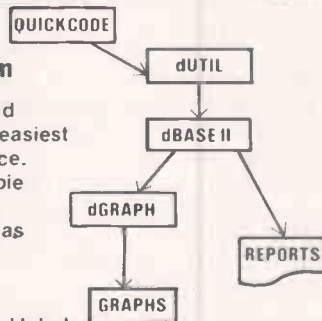 QUICKCODE
m
dUTIL
d
easiest
dBASE II
ce.
pie
dGRAPH
as
REPORTS
GRAPHS